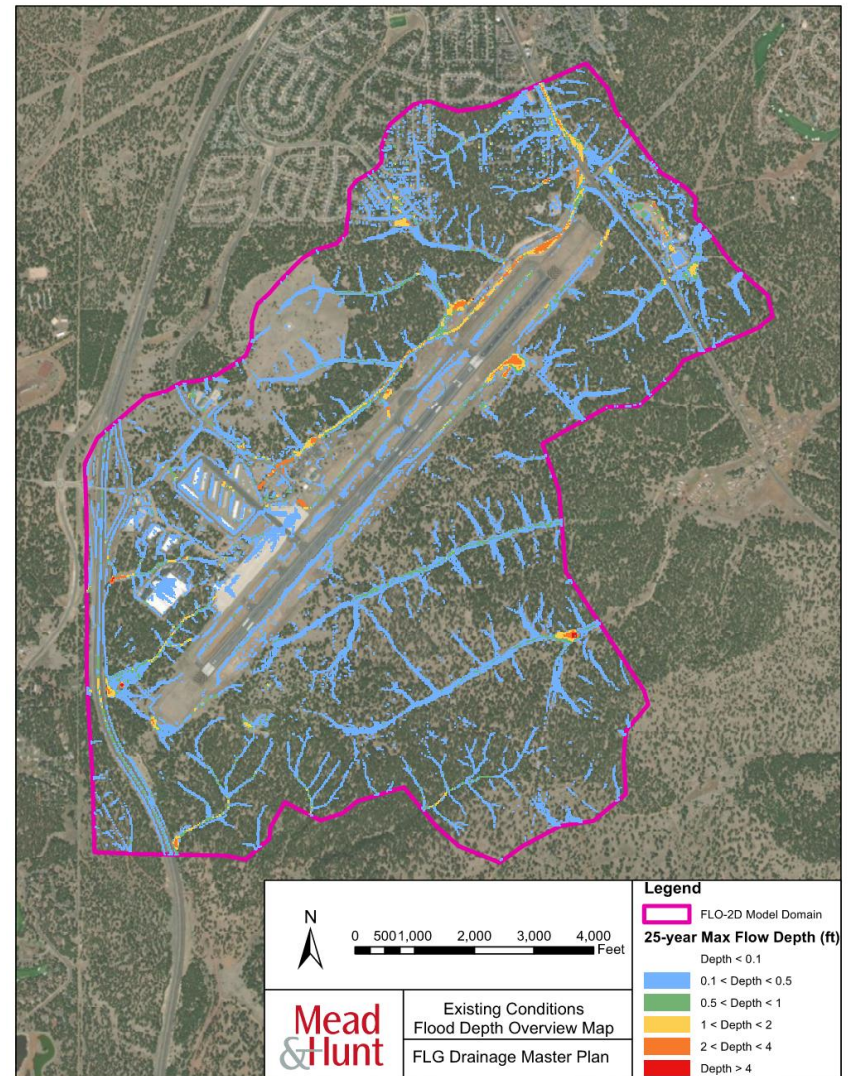 N
0 500 1,000 2,000 3,000 4,000
Feet
Mead
&Hunt
Existing Conditions
Flood Depth Overview Map
FLG Drainage Master Plan
Legend
FLO-2D Model Domain
25-year Max Flow Depth (ft)
Depth < 0.1
0.1 < Depth < 0.5
0.5 < Depth < 1
1 < Depth < 2
2 < Depth < 4
Depth > 4